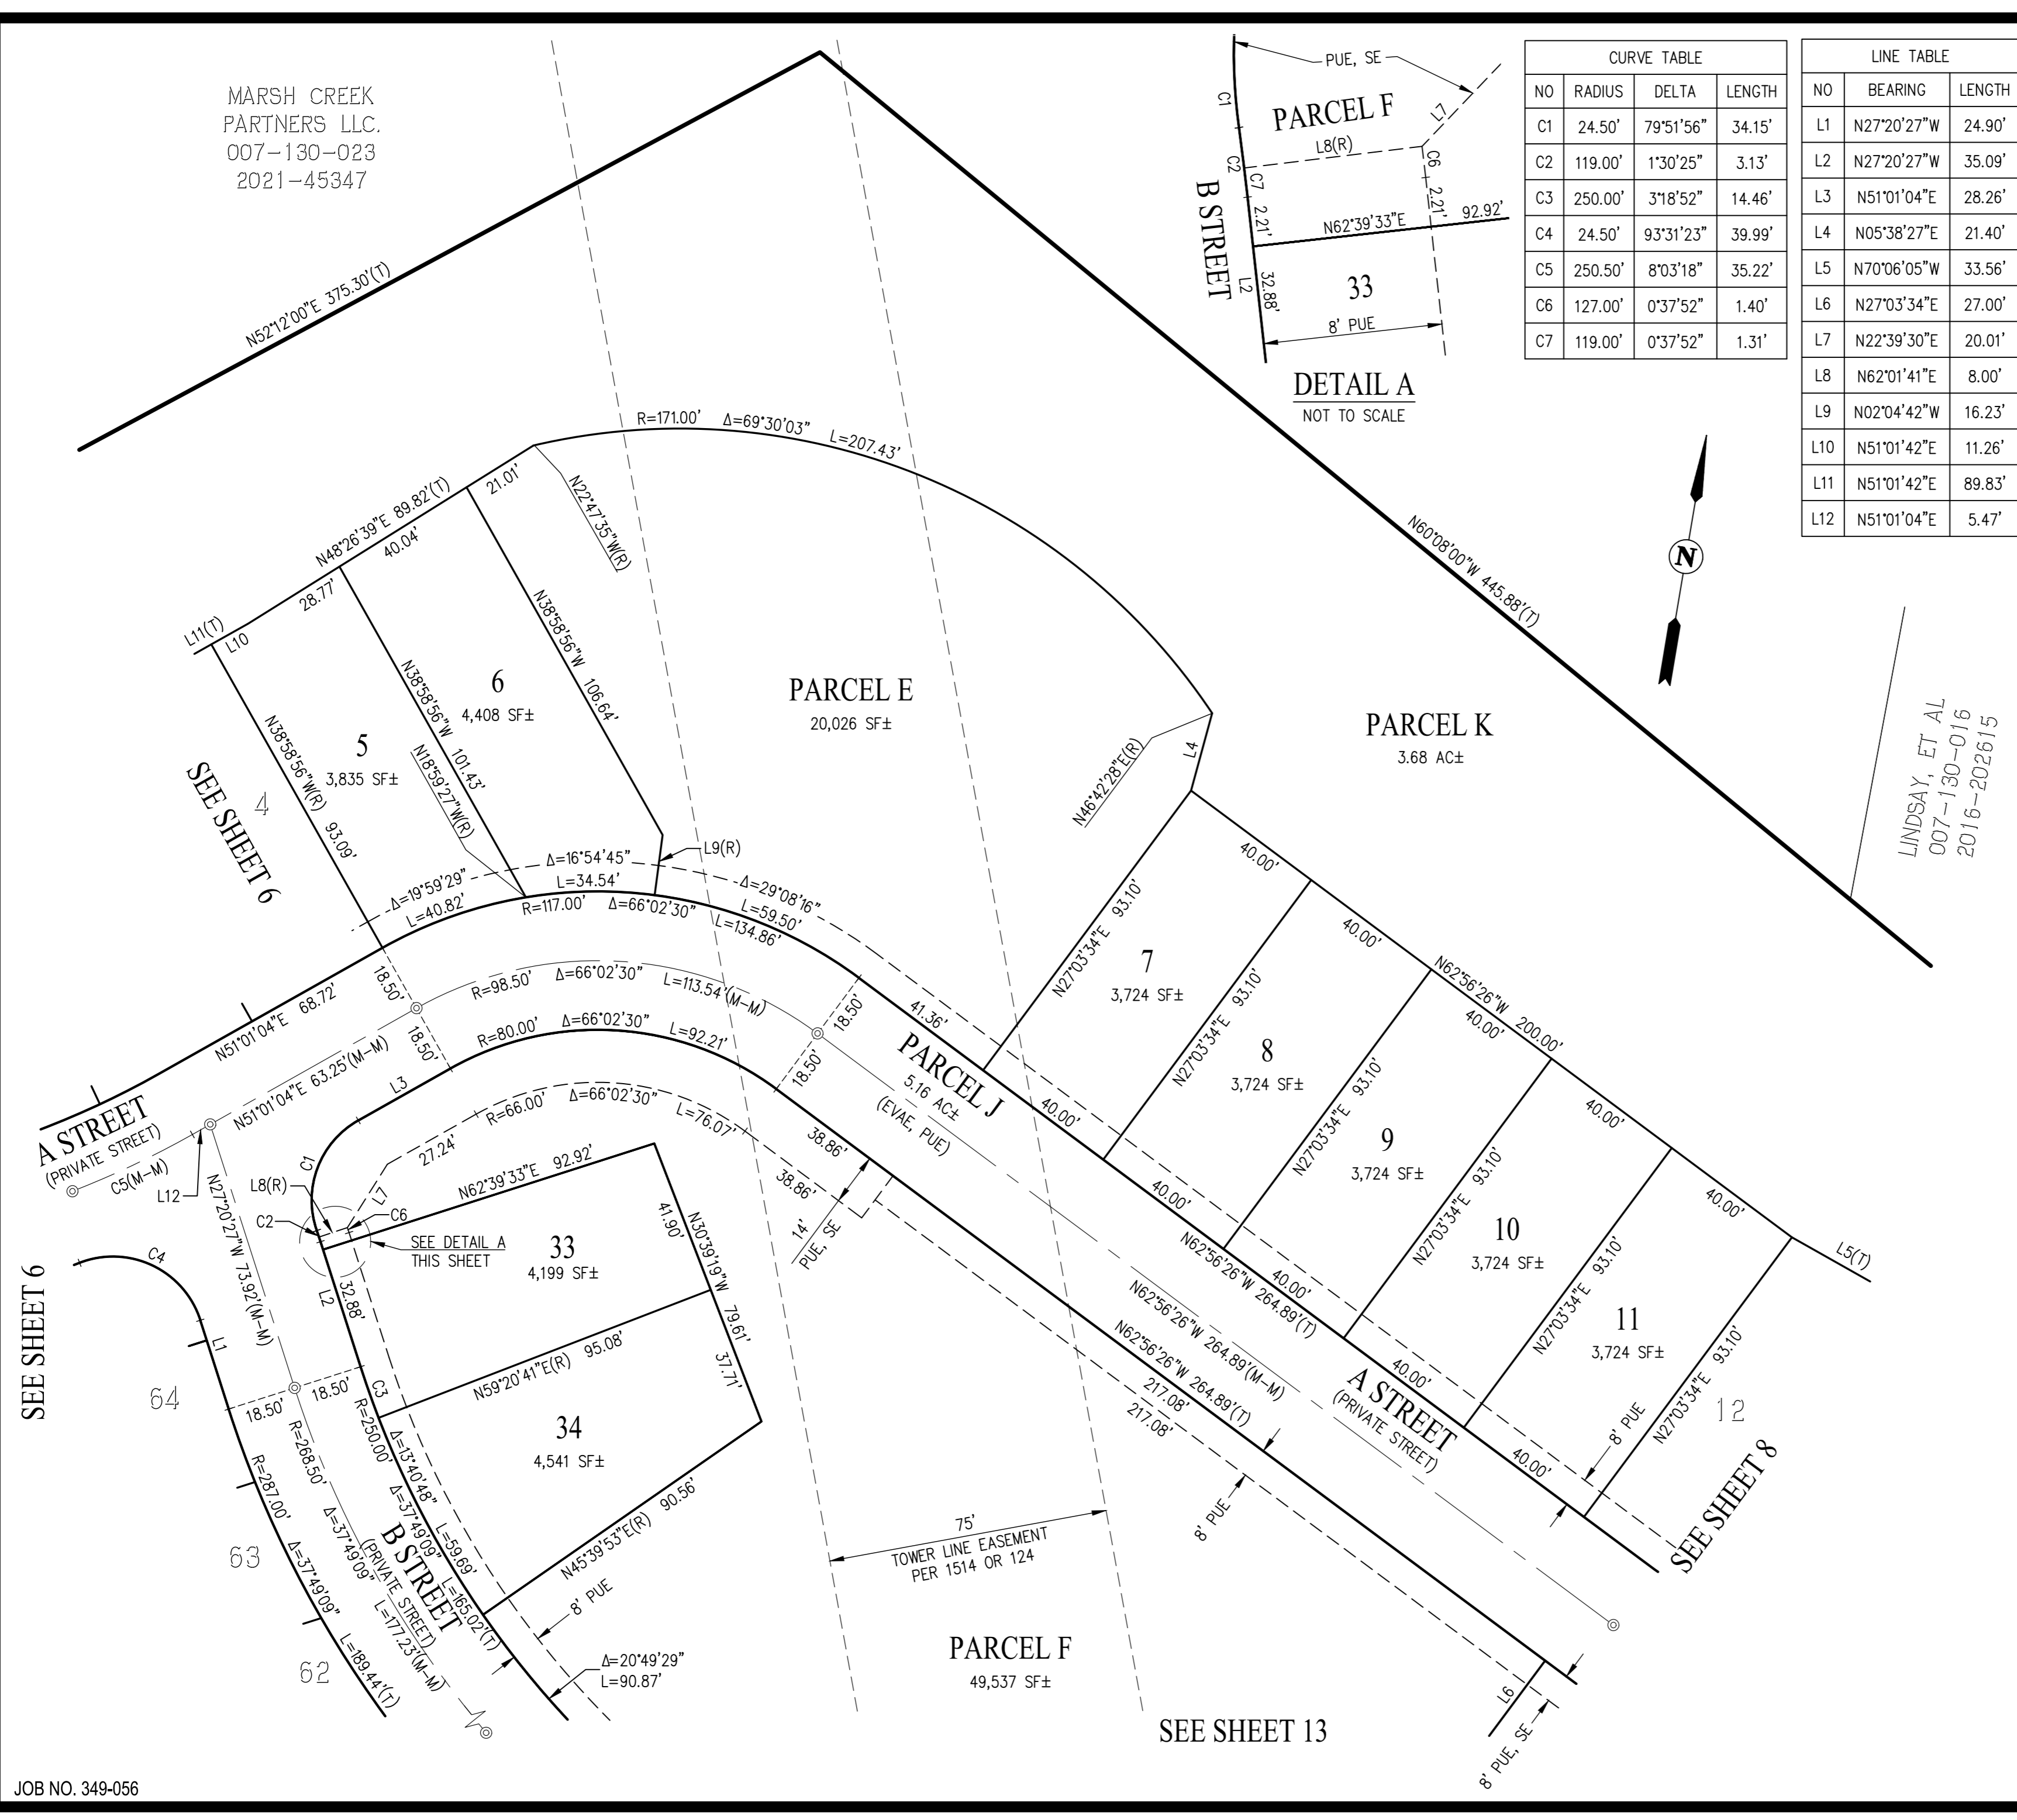 MARSH CREEK
PARTNERS LLC.
007-130-023
2021-45347
N52°12'00"E 375.30'(T)
PUE, SE
C1
PARCEL F
L7
L8(R)
C2
C6
C7
2.21'
2.21'
N62°39'33"E
92.92'
B STREET
L2
32.88'
33
8' PUE
DETAIL A
NOT TO SCALE
CURVE TABLE
NO RADIUS DELTA LENGTH
C1 24.50' 79°51'56" 34.15'
C2 119.00' 1°30'25" 3.13'
C3 250.00' 3°18'52" 14.46'
C4 24.50' 93°31'23" 39.99'
C5 250.50' 8°03'18" 35.22'
C6 127.00' 0°37'52" 1.40'
C7 119.00' 0°37'52" 1.31'
LINE TABLE
NO BEARING LENGTH
L1 N27°20'27"W 24.90'
L2 N27°20'27"W 35.09'
L3 N51°01'04"E 28.26'
L4 N05°38'27"E 21.40'
L5 N70°06'05"W 33.56'
L6 N27°03'34"E 27.00'
L7 N22°39'30"E 20.01'
L8 N62°01'41"E 8.00'
L9 N02°04'42"W 16.23'
L10 N51°01'42"E 11.26'
L11 N51°01'42"E 89.83'
L12 N51°01'04"E 5.47'
N
N60°08'00"W 445.88'(T)
LINDSAY, ET AL
007-130-016
2016-202615
R=171.00' Δ=69°30'03" L=207.43'
N22°47'35"W(R)
N48°26'39"E 89.82'(T)
21.01'
40.04'
28.77'
L11(T)
L10
N38°58'56"W 106.64'
N38°58'56"W 101.43'
N38°58'56"W(R) 93.09'
N18°59'27"W(R)
6
4,408 SF±
5
3,835 SF±
4
SEE SHEET 6
PARCEL E
20,026 SF±
PARCEL K
3.68 AC±
N46°42'28"E(R)
L4
L9(R)
Δ=19°59'29"
L=40.82'
Δ=16°54'45"
L=34.54'
Δ=29°08'16"
L=59.50'
R=117.00' Δ=66°02'30" L=134.86'
18.50'
R=98.50' Δ=66°02'30" L=113.54'(M-M)
18.50'
18.50'
18.50'
R=80.00' Δ=66°02'30" L=92.21'
R=66.00' Δ=66°02'30" L=76.07'
N51°01'04"E 68.72'
N51°01'04"E 63.25'(M-M)
L3
27.24'
A STREET
(PRIVATE STREET)
C5(M-M)
L12
C1
L8(R)
L7
C2
C6
SEE DETAIL A
THIS SHEET
N62°39'33"E 92.92'
N27°20'27"W 73.92'(M-M)
41.90'
N30°39'19"W 79.61'
37.71'
33
4,199 SF±
L2
32.88'
N59°20'41"E(R) 95.08'
34
4,541 SF±
C3
N45°39'53"E(R) 90.56'
C4
L1
SEE SHEET 6
64
63
62
18.50'
18.50'
R=250.00' Δ=37°49'09" L=165.02'(T)
Δ=13°40'48" L=59.69'
R=268.50' Δ=37°49'09" L=177.23'(M-M)
R=287.00' Δ=37°49'09" L=189.44'(T)
B STREET
(PRIVATE STREET)
8' PUE
Δ=20°49'29"
L=90.87'
41.36'
PARCEL J
5.16 AC±
(EVAE, PUE)
38.86'
38.86'
14'
PUE, SE
40.00'
40.00'
40.00'
40.00'
40.00'
N62°56'26"W 200.00'
N27°03'34"E 93.10'
7
3,724 SF±
N27°03'34"E 93.10'
8
3,724 SF±
N27°03'34"E 93.10'
9
3,724 SF±
N27°03'34"E 93.10'
10
3,724 SF±
N27°03'34"E 93.10'
11
3,724 SF±
N27°03'34"E 93.10'
12
L5(T)
40.00'
40.00'
40.00'
40.00'
40.00'
N62°56'26"W 264.89'(T)
N62°56'26"W 264.89'(M-M)
N62°56'26"W 264.89'(T)
217.08'
217.08'
A STREET
(PRIVATE STREET)
8' PUE
SEE SHEET 8
8' PUE
75'
TOWER LINE EASEMENT
PER 1514 OR 124
PARCEL F
49,537 SF±
SEE SHEET 13
L6
8' PUE, SE
JOB NO. 349-056